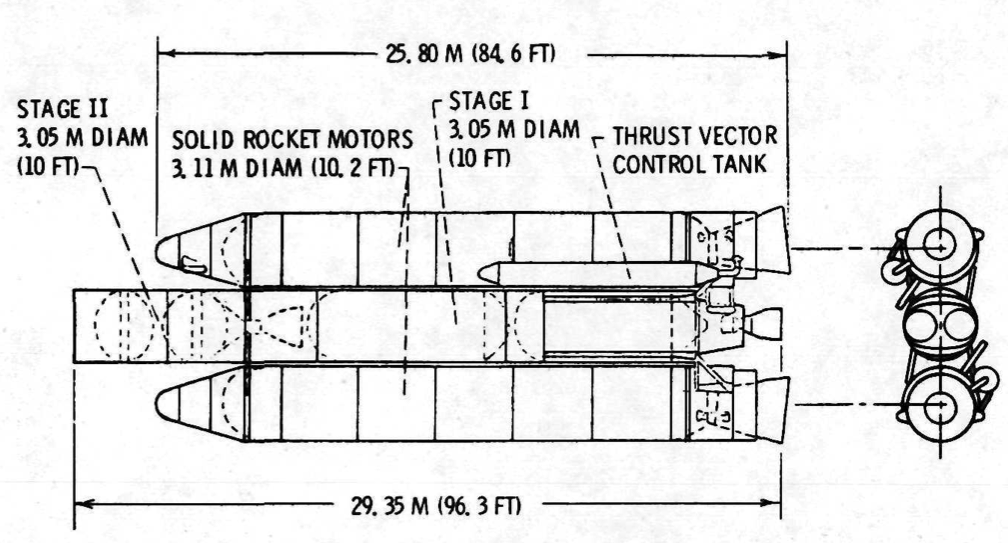 25.80 M (84.6 FT)
STAGE II
3.05 M DIAM
(10 FT)
SOLID ROCKET MOTORS
3.11 M DIAM (10.2 FT)
STAGE I
3.05 M DIAM
(10 FT)
THRUST VECTOR
CONTROL TANK
29.35 M (96.3 FT)